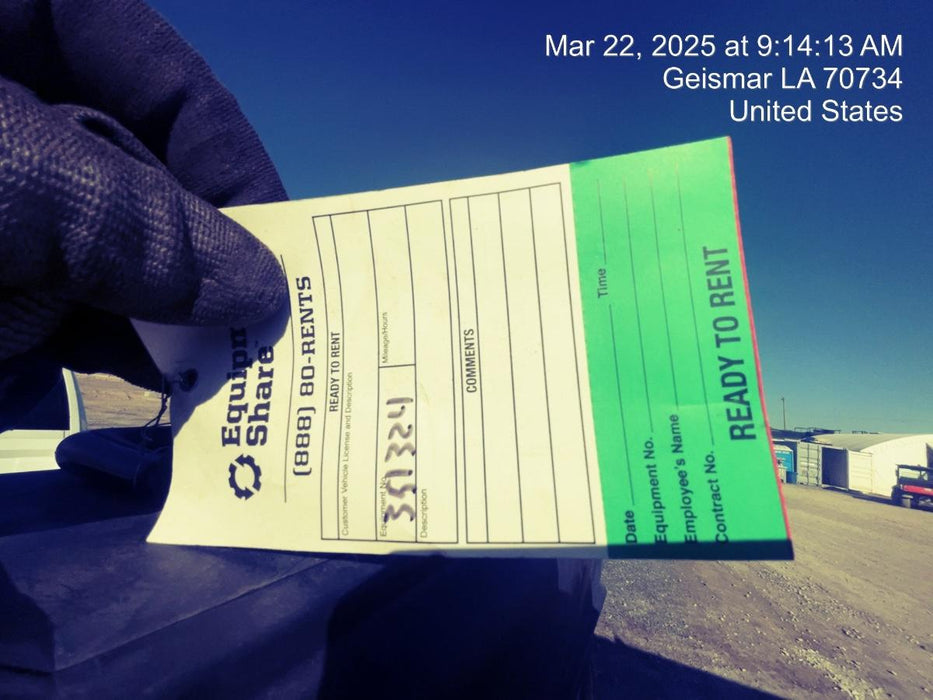 Mar 22, 2025 at 9:14:13 AM
Geismar LA 70734
United States
Equipm
Share™
(888) 80-RENTS
READY TO RENT
Customer Vehicle License and Description
Equipment No. Mileage/Hours
351324
Description
COMMENTS
Date Time
Equipment No.
Employee's Name
Contract No.
READY TO RENT